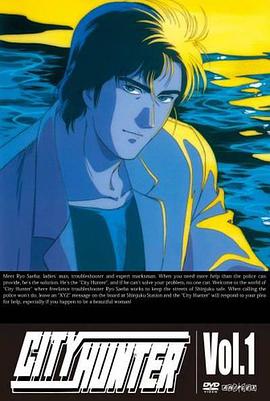 Meet Ryo Saeba: ladies' man, troubleshooter and expert marksman. When you need more help than the police can
provide, he's the solution. He's the "City Hunter", and if he can't solve your problem, no one can. Welcome to the world of
"City Hunter" where freelance troubleshooter Ryo Saeba works to keep the streets of Shinjuku safe. When calling the
police won't do, leave an "XYZ" message on the board at Shinjuku Station and the "City Hunter" will respond to your plea
for help, especially if you happen to be a beautiful woman!
CITY HUNTER
Vol.1
DVD
VIDEO